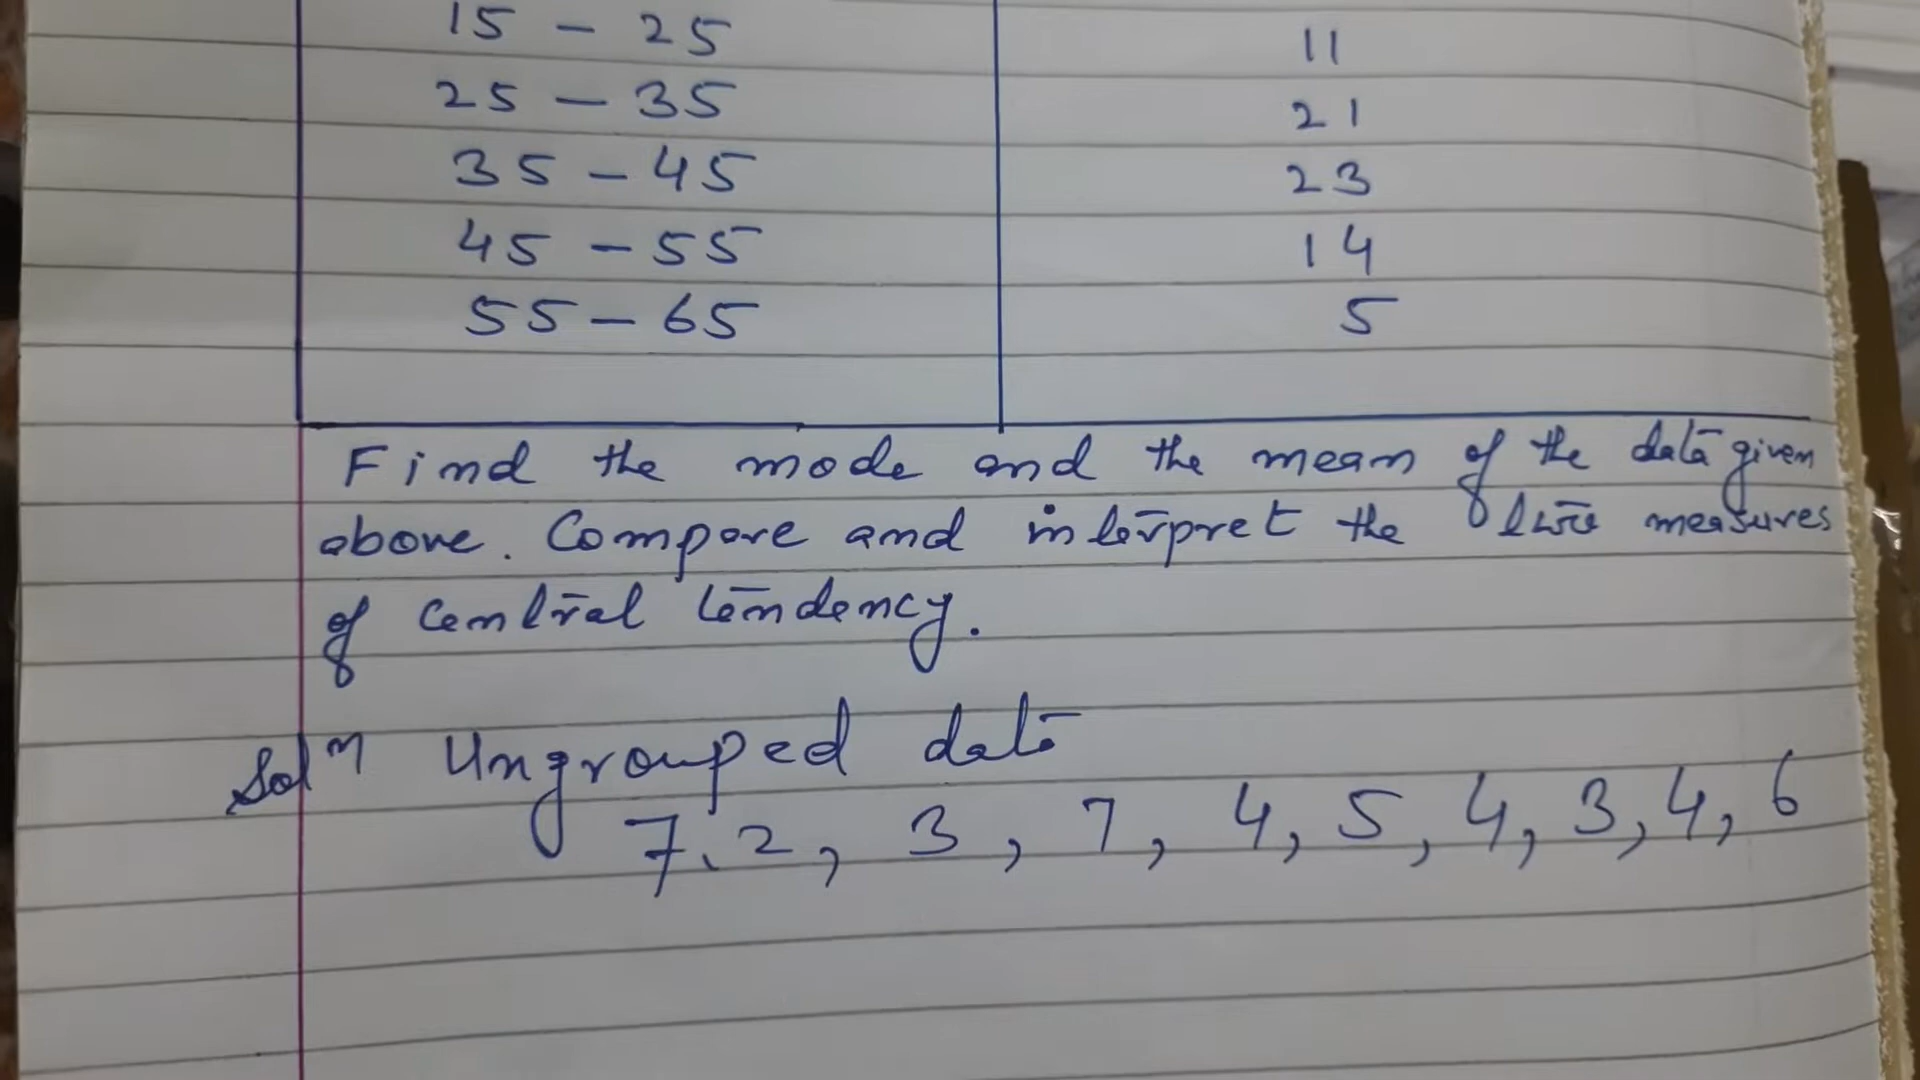 15 - 25 11
25 - 35 21
35 - 45 23
45 - 55 14
55 - 65 5
Find the mode and the mean of the data given
above. Compare and interpret the two measures
of central tendency.
Solⁿ Ungrouped data
7, 2, 3, 7, 4, 5, 4, 3, 4, 6